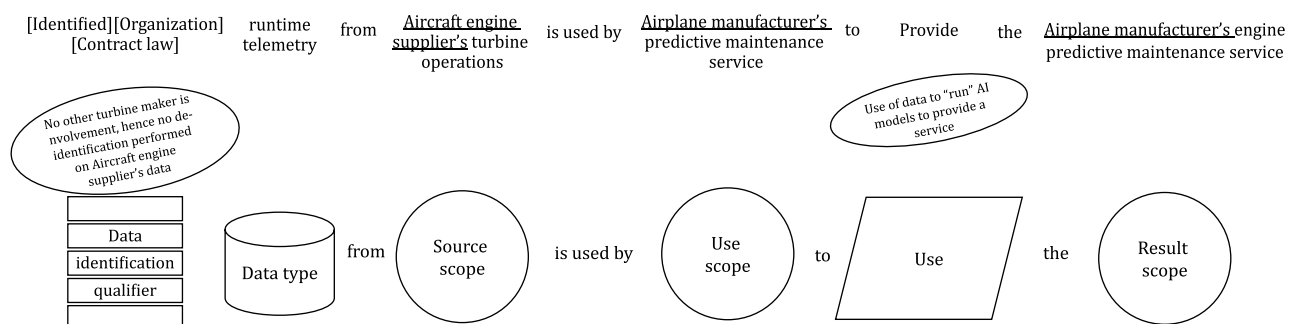 [Identified][Organization]
[Contract law]
runtime
telemetry
from
Aircraft engine
supplier's turbine
operations
is used by
Airplane manufacturer's
predictive maintenance
service
to
Provide
the
Airplane manufacturer's engine
predictive maintenance service
No other turbine maker is
nvolvement, hence no de-
identification performed
on Aircraft engine
supplier's data
Use of data to "run" AI
models to provide a
service
Data
identification
qualifier
Data type
from
Source
scope
is used by
Use
scope
to
Use
the
Result
scope